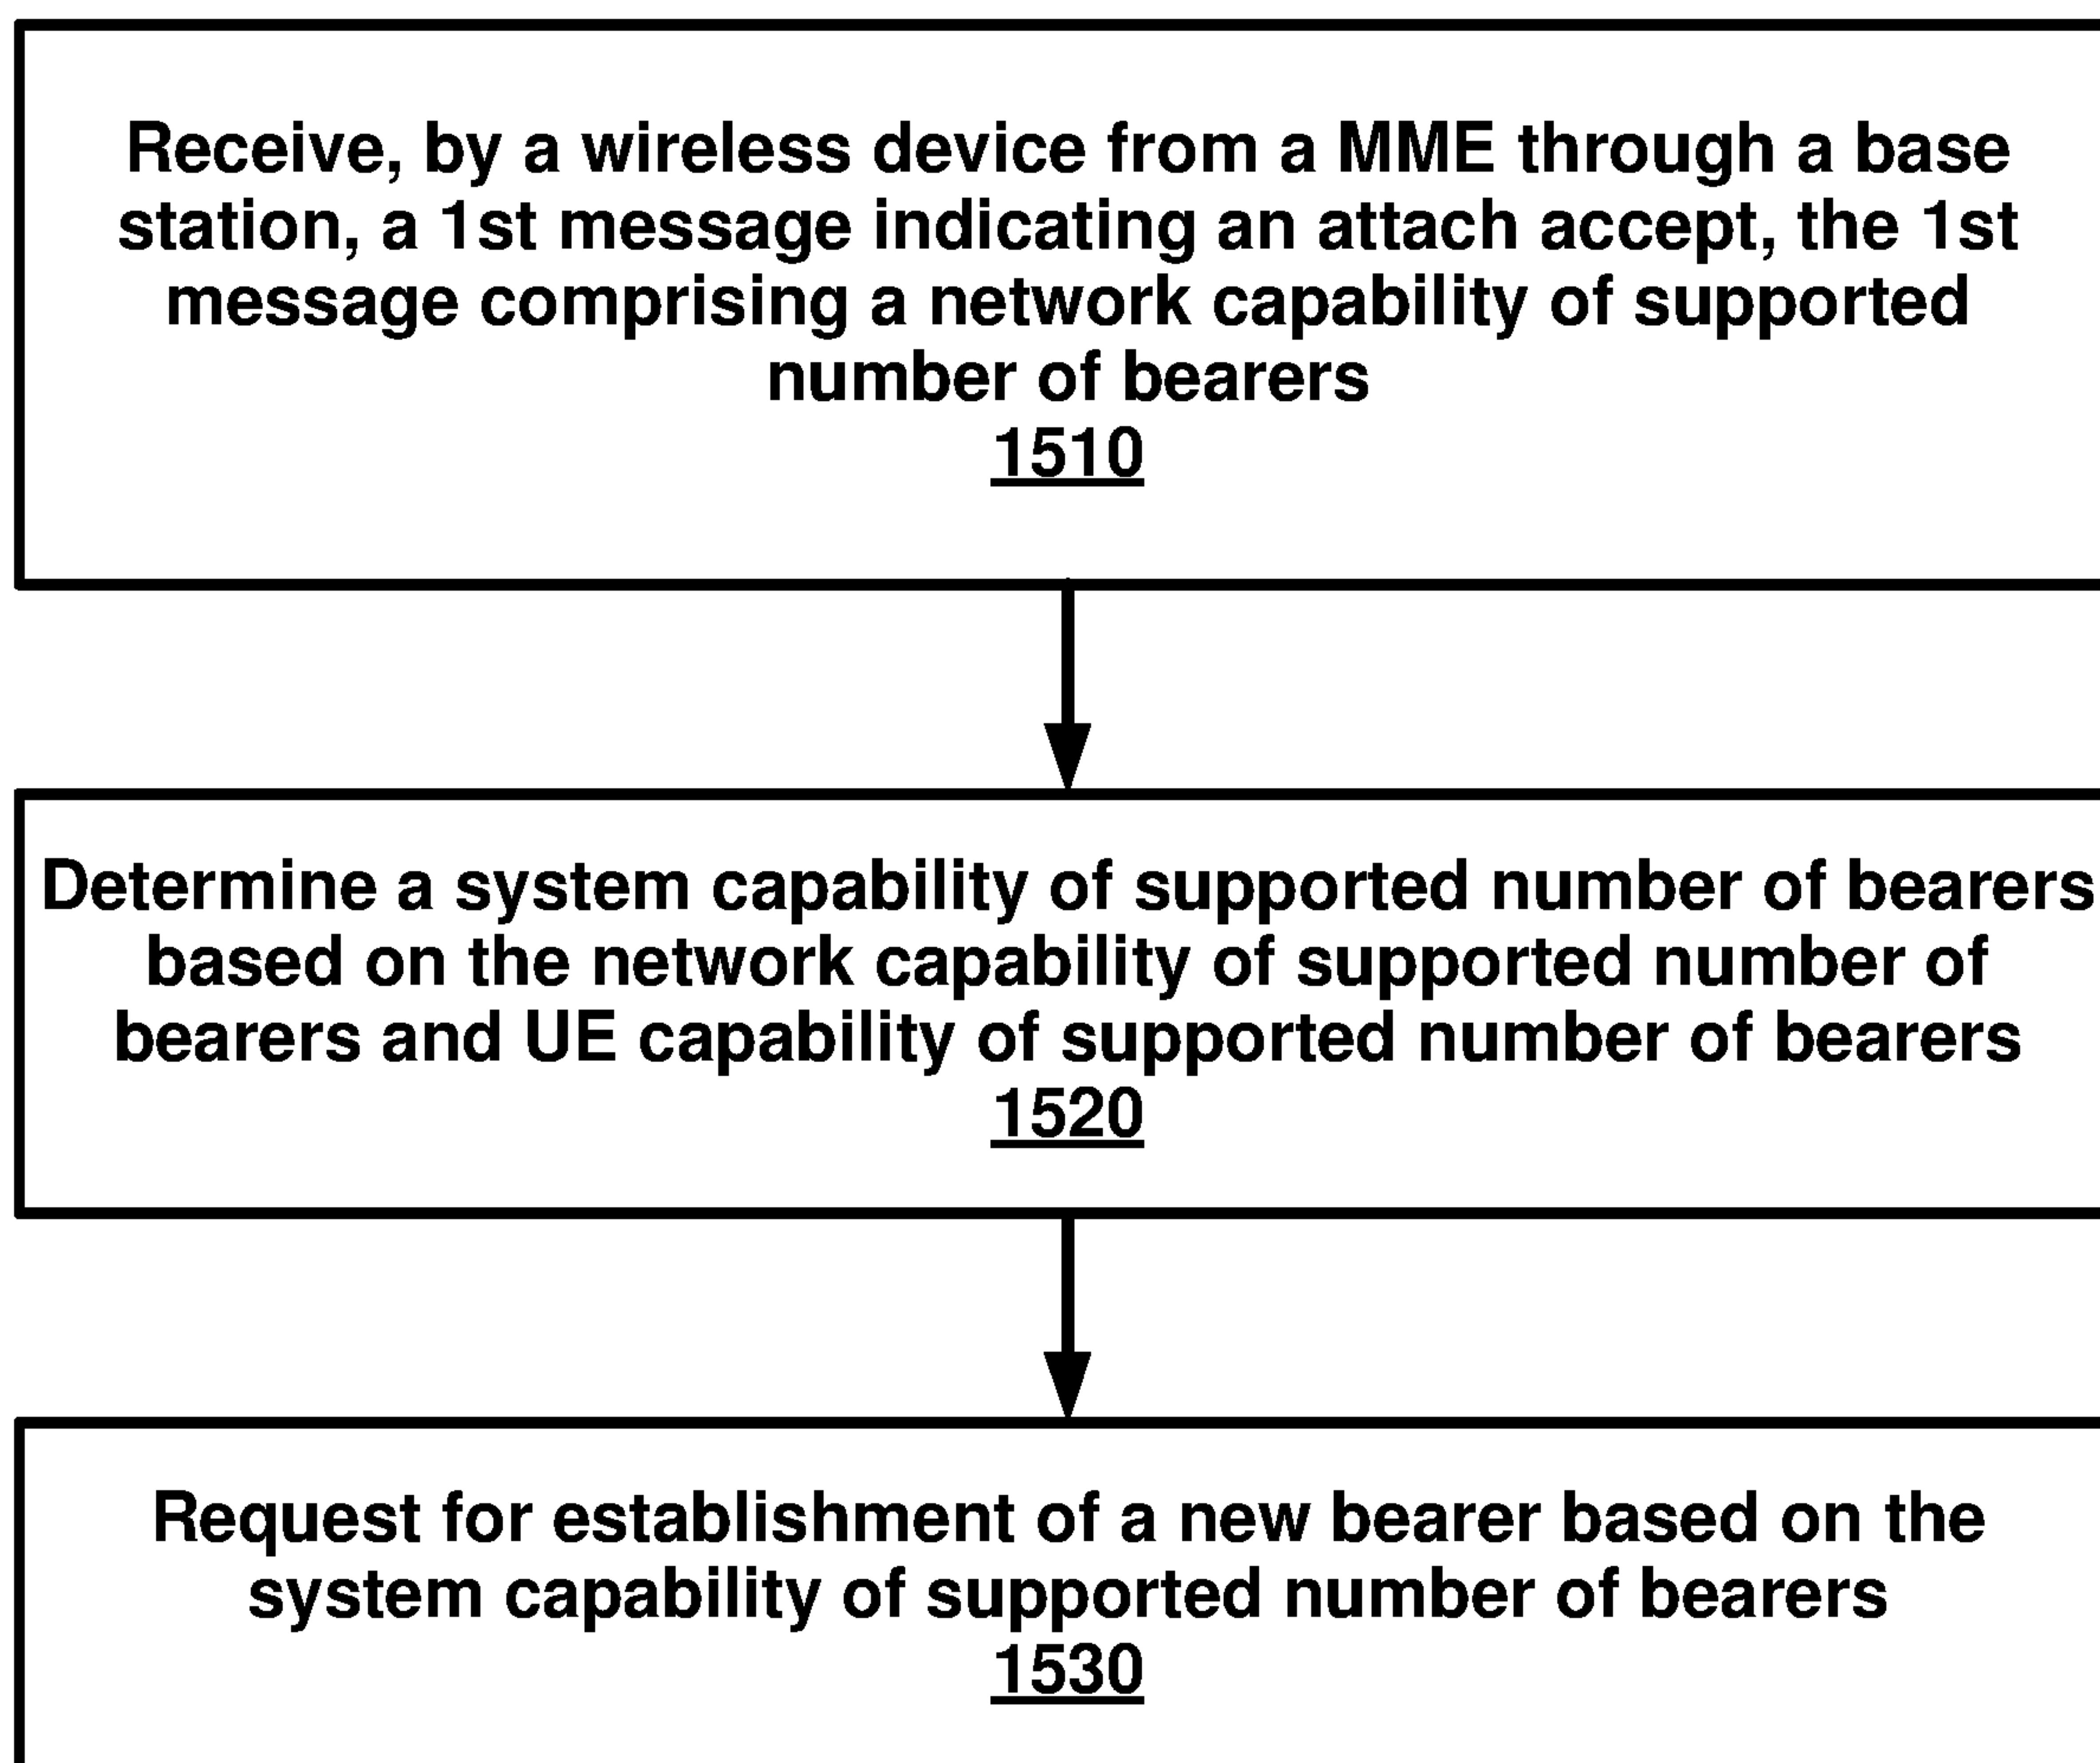 Receive, by a wireless device from a MME through a base
station, a 1st message indicating an attach accept, the 1st
message comprising a network capability of supported
number of bearers
1510
Determine a system capability of supported number of bearers
based on the network capability of supported number of
bearers and UE capability of supported number of bearers
1520
Request for establishment of a new bearer based on the
system capability of supported number of bearers
1530